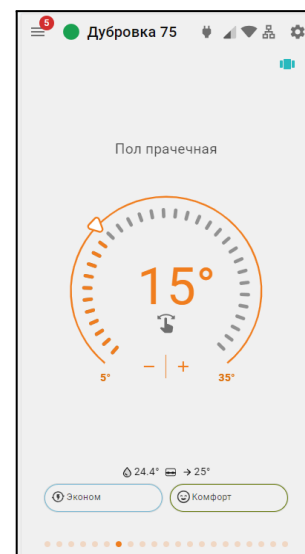 5
Дубровка 75
Пол прачечная
15°
− | +
5°
35°
24.4° → 25°
Эконом
Комфорт